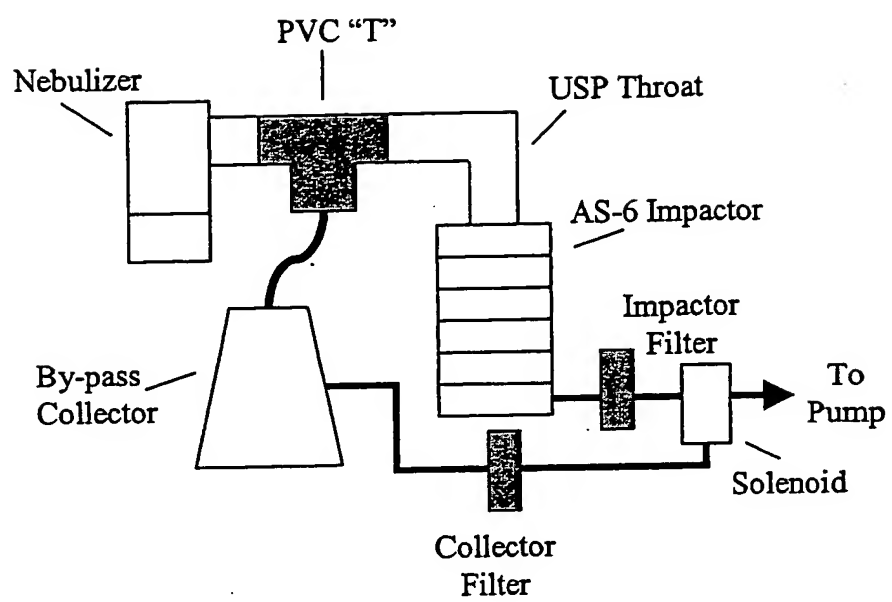 PVC “T”
Nebulizer
USP Throat
AS-6 Impactor
Impactor
Filter
By-pass
Collector
To
Pump
Solenoid
Collector
Filter